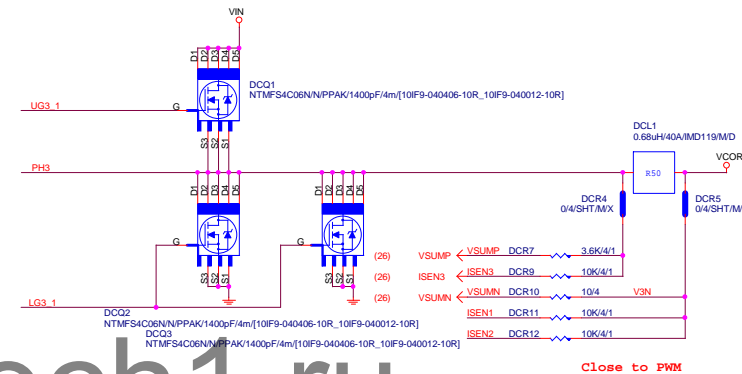 VIN
D1 D2 D3 D4 D5
DCQ1
NTMFS4C06N/N/PPAK/1400pF/4m/[10IF9-040406-10R_10IF9-040012-10R]
UG3_1
G
S3 S2 S1
DCL1
0.68uH/40A/IMD119/M/D
VCOR
R50
PH3
D1 D2 D3 D4 D5
D1 D2 D3 D4 D5
DCR4
0/4/SHT/M/X
DCR5
0/4/SHT/M/
G
G
(26) VSUMP VSUMP DCR7 3.6K/4/1
(26) ISEN3 ISEN3 DCR9 10K/4/1
S3 S2 S1
S3 S2 S1
(26) VSUMN VSUMN DCR10 10/4 V3N
LG3_1
DCQ2
NTMFS4C06N/N/PPAK/1400pF/4m/[10IF9-040406-10R_10IF9-040012-10R]
ISEN1 DCR11 10K/4/1
DCQ3
NTMFS4C06N/N/PPAK/1400pF/4m/[10IF9-040406-10R_10IF9-040012-10R]
ISEN2 DCR12 10K/4/1
Close to PWM